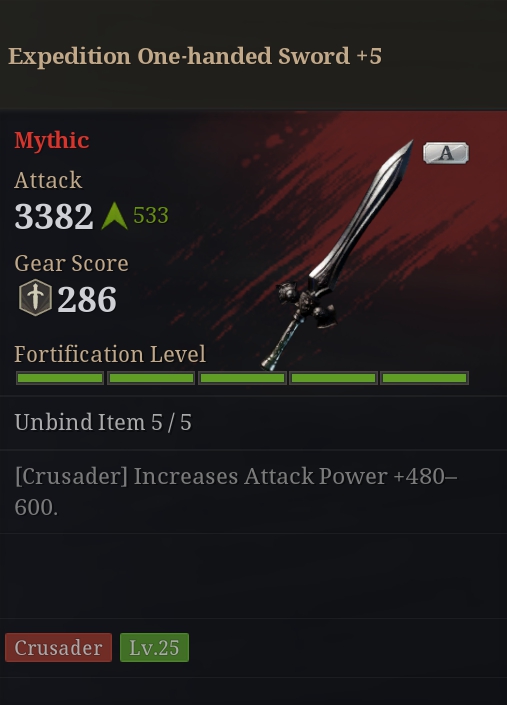 Expedition One-handed Sword +5
Mythic
A
Attack
3382 533
Gear Score
286
Fortification Level
Unbind Item 5 / 5
[Crusader] Increases Attack Power +480–
600.
Crusader Lv.25